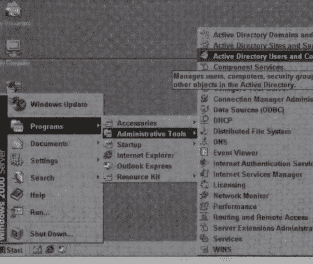 Active Directory Domains and
Active Directory Sites and Se
Active Directory Users and Co
Component Services
Manages users, computers, security group
other objects in the Active Directory.
Connection Manager Adminis
Data Sources (ODBC)
DHCP
Distributed File System
DNS
Event Viewer
Internet Authentication Servic
Internet Services Manager
Licensing
Network Monitor
Performance
Routing and Remote Access
Server Extensions Administra
Services
WINS
Windows Update
Programs
Documents
Settings
Search
Help
Run...
Shut Down...
Accessories
Administrative Tools
Startup
Internet Explorer
Outlook Express
Resource Kit
Windows 2000 Server
Start